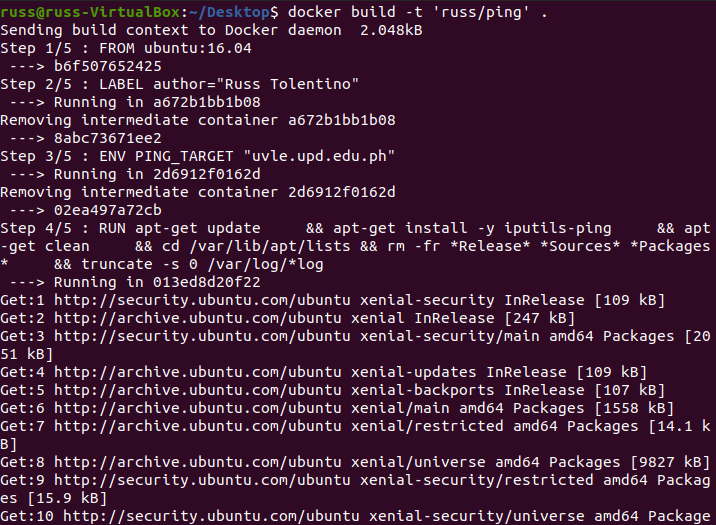 russ@russ-VirtualBox:~/Desktop$ docker build -t 'russ/ping' .
Sending build context to Docker daemon  2.048kB
Step 1/5 : FROM ubuntu:16.04
 ---> b6f507652425
Step 2/5 : LABEL author="Russ Tolentino"
 ---> Running in a672b1bb1b08
Removing intermediate container a672b1bb1b08
 ---> 8abc73671ee2
Step 3/5 : ENV PING_TARGET "uvle.upd.edu.ph"
 ---> Running in 2d6912f0162d
Removing intermediate container 2d6912f0162d
 ---> 02ea497a72cb
Step 4/5 : RUN apt-get update     && apt-get install -y iputils-ping     && apt
-get clean     && cd /var/lib/apt/lists && rm -fr *Release* *Sources* *Packages
*     && truncate -s 0 /var/log/*log
 ---> Running in 013ed8d20f22
Get:1 http://security.ubuntu.com/ubuntu xenial-security InRelease [109 kB]
Get:2 http://archive.ubuntu.com/ubuntu xenial InRelease [247 kB]
Get:3 http://security.ubuntu.com/ubuntu xenial-security/main amd64 Packages [20
51 kB]
Get:4 http://archive.ubuntu.com/ubuntu xenial-updates InRelease [109 kB]
Get:5 http://archive.ubuntu.com/ubuntu xenial-backports InRelease [107 kB]
Get:6 http://archive.ubuntu.com/ubuntu xenial/main amd64 Packages [1558 kB]
Get:7 http://archive.ubuntu.com/ubuntu xenial/restricted amd64 Packages [14.1 k
B]
Get:8 http://archive.ubuntu.com/ubuntu xenial/universe amd64 Packages [9827 kB]
Get:9 http://security.ubuntu.com/ubuntu xenial-security/restricted amd64 Packag
es [15.9 kB]
Get:10 http://security.ubuntu.com/ubuntu xenial-security/universe amd64 Package